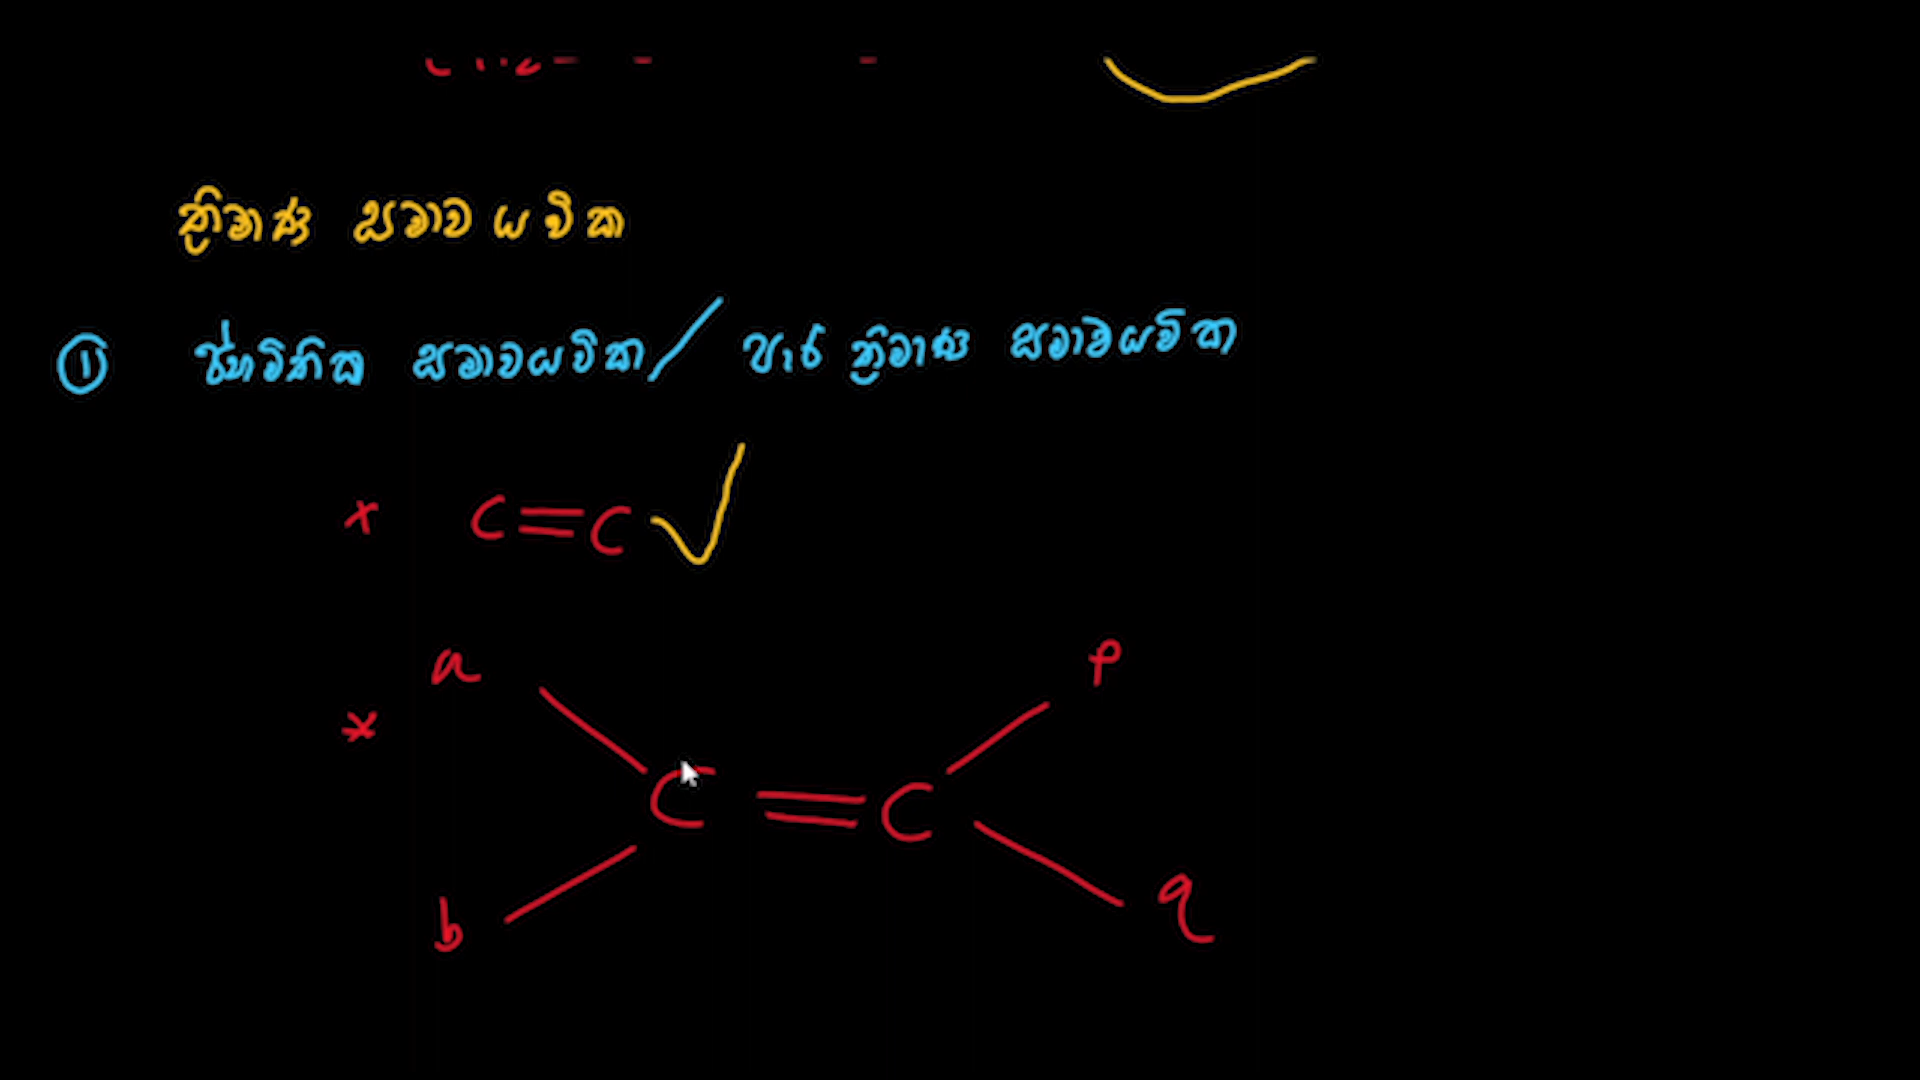 ත්‍රිමාණ සමාවයවික
① ජ්‍යාමිතික සමාවයවික/ පාර ත්‍රිමාණ සමාවයවික
* C=C
a p
*
C=C
b q